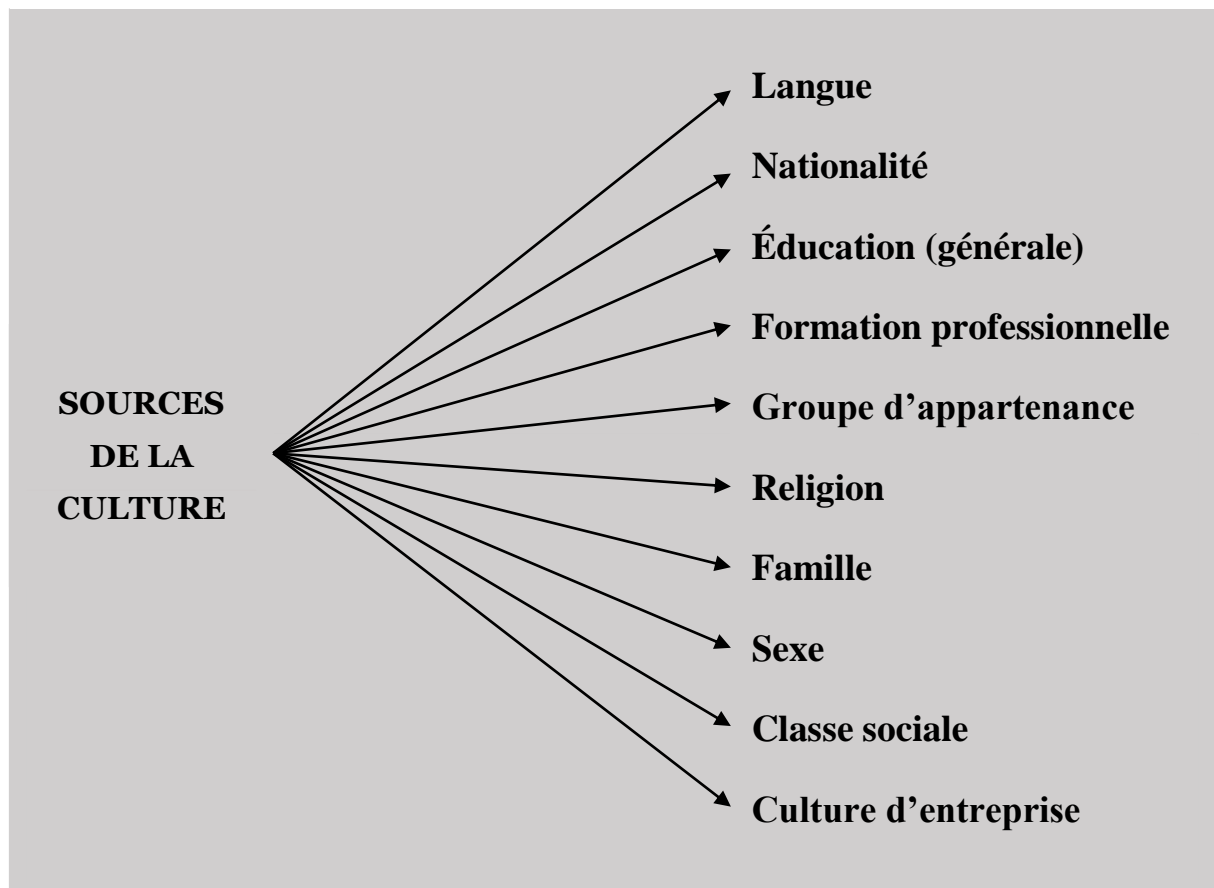 Langue
Nationalité
Éducation (générale)
Formation professionnelle
SOURCES
DE LA
CULTURE
Groupe d’appartenance
Religion
Famille
Sexe
Classe sociale
Culture d’entreprise